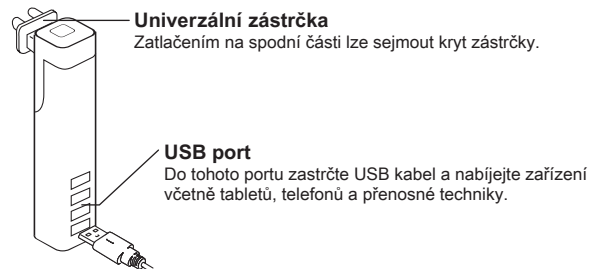 Univerzální zástrčka
Zatlačením na spodní části lze sejmout kryt zástrčky.
USB port
Do tohoto portu zastrčte USB kabel a nabíjejte zařízení
včetně tabletů, telefonů a přenosné techniky.